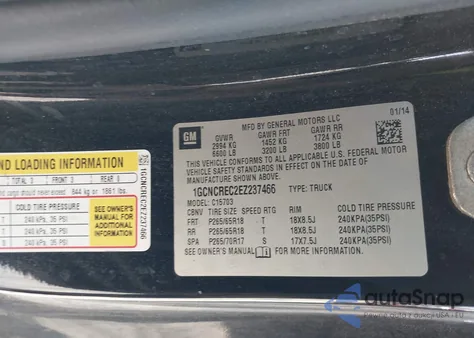 ND LOADING INFORMATION
TOTAL 3 FRONT 3 REAR 0
cargo should never exceed 844 kg or 1861 lbs.
COLD TIRE PRESSURE
T 240 kPa, 35 PSI
S 240 kPa, 35 PSI
T 240 kPa, 35 PSI
SEE OWNER'S
MANUAL FOR
ADDITIONAL
INFORMATION
1GCNCREC2EZ237466
GM
MFD BY GENERAL MOTORS LLC
01/14
GVWR GAWR FRT GAWR RR
2994 KG 1452 KG 1724 KG
6600 LB 3200 LB 3800 LB
THIS VEHICLE CONFORMS TO ALL APPLICABLE U.S. FEDERAL MOTOR
VEHICLE SAFETY AND THEFT PREVENTION STANDARDS IN EFFECT ON
THE DATE OF MANUFACTURE SHOWN ABOVE.
1GCNCREC2EZ237466 TYPE: TRUCK
MODEL: C15703
CBNV TIRE SIZE SPEED RTG RIM COLD TIRE PRESSURE
FRT P265/65R18 - T 18X8.5J 240KPA(35PSI)
RR P265/65R18 - T 18X8.5J 240KPA(35PSI)
SPA P265/70R17 S 17X7.5J 240KPA(35PSI)
SEE OWNER'S MANUAL FOR MORE INFORMATION.
autoSnap